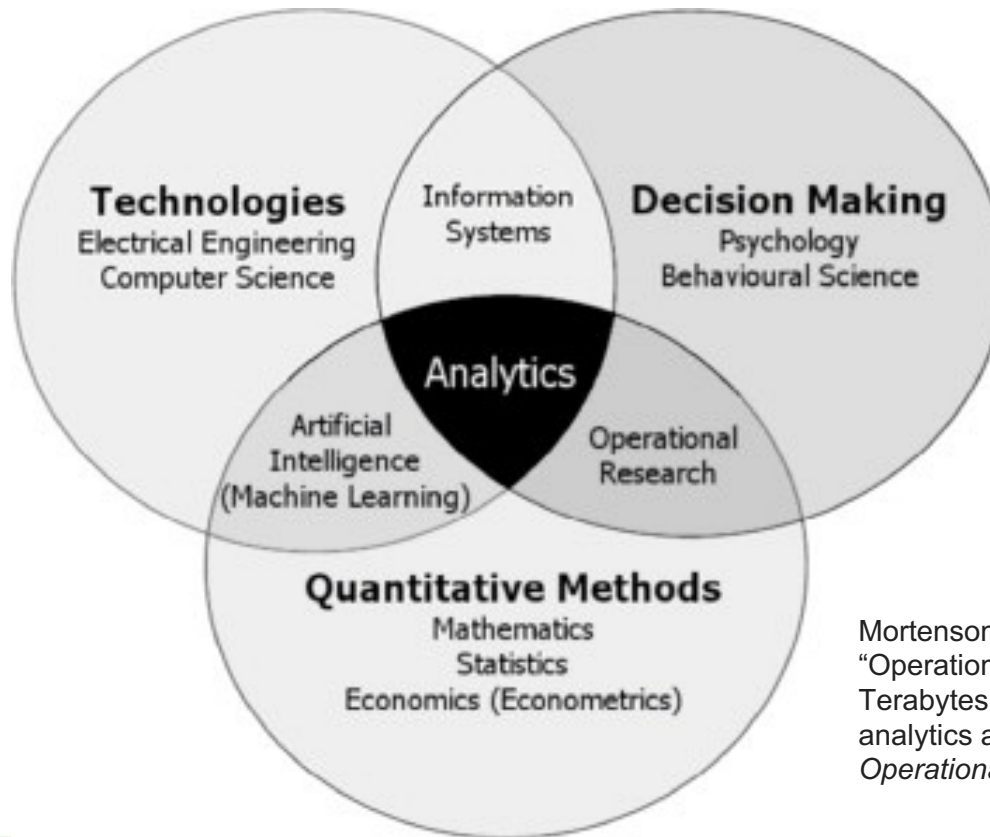 Technologies
Electrical Engineering
Computer Science
Information
Systems
Decision Making
Psychology
Behavioural Science
Analytics
Artificial
Intelligence
(Machine Learning)
Operational
Research
Quantitative Methods
Mathematics
Statistics
Economics (Econometrics)
Mortenson
“Operation
Terabytes
analytics a
Operationa